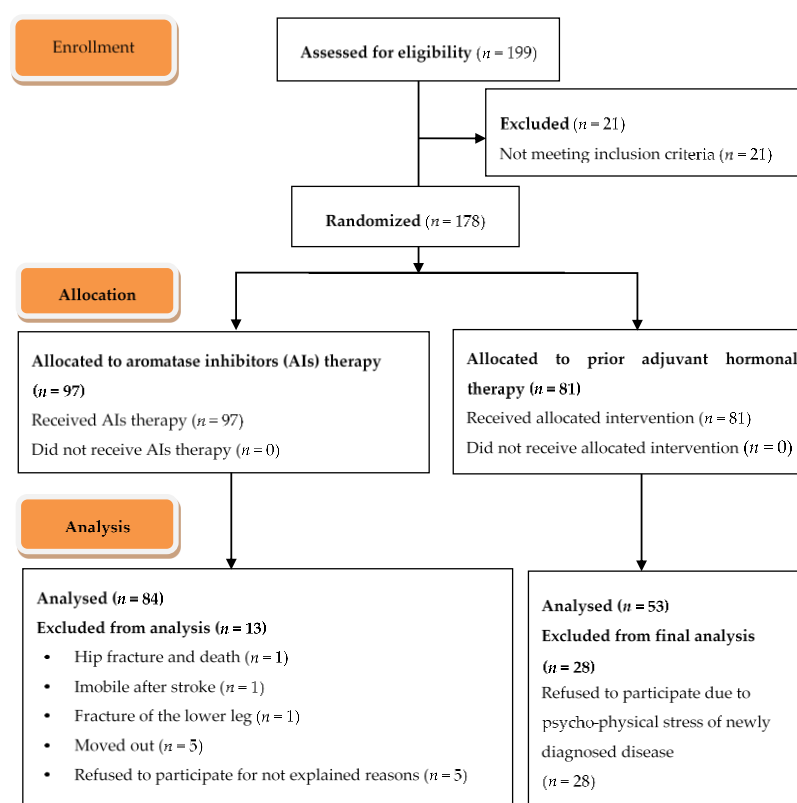 Enrollment
Assessed for eligibility (n = 199)
Excluded (n = 21)
Not meeting inclusion criteria (n = 21)
Randomized (n = 178)
Allocation
Allocated to aromatase inhibitors (AIs) therapy
(n = 97)
Received AIs therapy (n = 97)
Did not receive AIs therapy (n = 0)
Allocated to prior adjuvant hormonal
therapy (n = 81)
Received allocated intervention (n = 81)
Did not receive allocated intervention (n = 0)
Analysis
Analysed (n = 84)
Excluded from analysis (n = 13)
• Hip fracture and death (n = 1)
• Imobile after stroke (n = 1)
• Fracture of the lower leg (n = 1)
• Moved out (n = 5)
• Refused to participate for not explained reasons (n = 5)
Analysed (n = 53)
Excluded from final analysis
(n = 28)
Refused to participate due to
psycho-physical stress of newly
diagnosed disease
(n = 28)